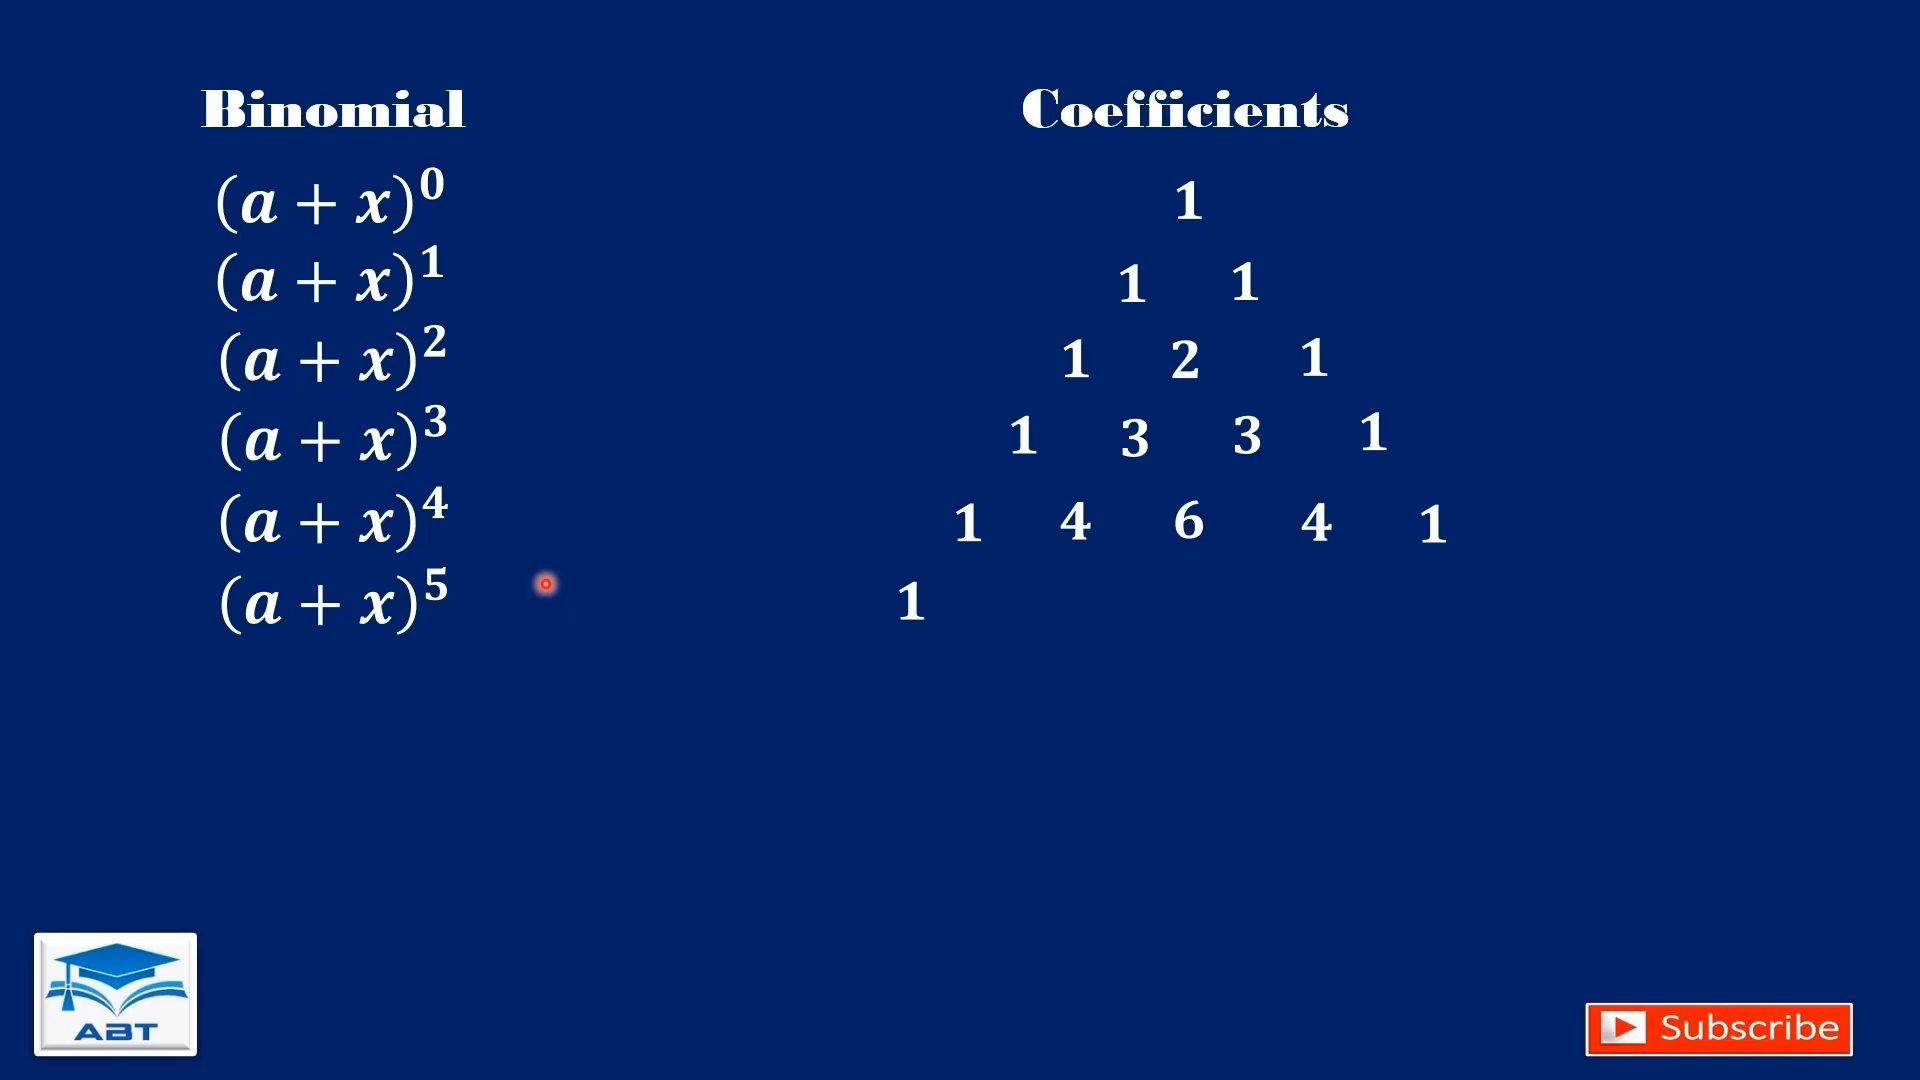 Binomial Coefficients
(a + x)⁰ 1
(a + x)¹ 1 1
(a + x)² 1 2 1
(a + x)³ 1 3 3 1
(a + x)⁴ 1 4 6 4 1
(a + x)⁵ 1
ABT
Subscribe